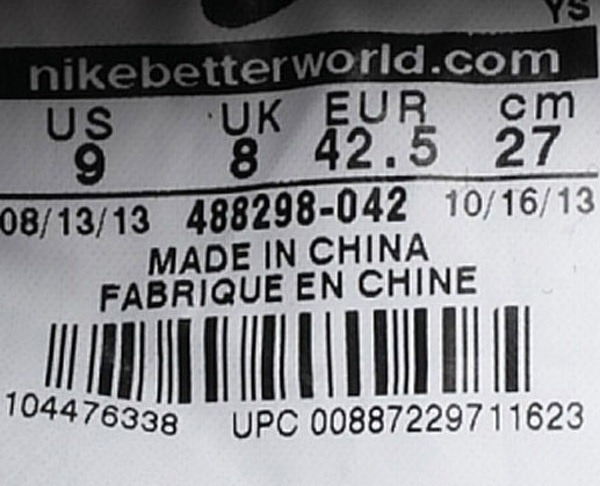 YS
nikebetterworld.com
US UK EUR cm
9 8 42.5 27
08/13/13 488298-042 10/16/13
MADE IN CHINA
FABRIQUE EN CHINE
104476338 UPC 00887229711623